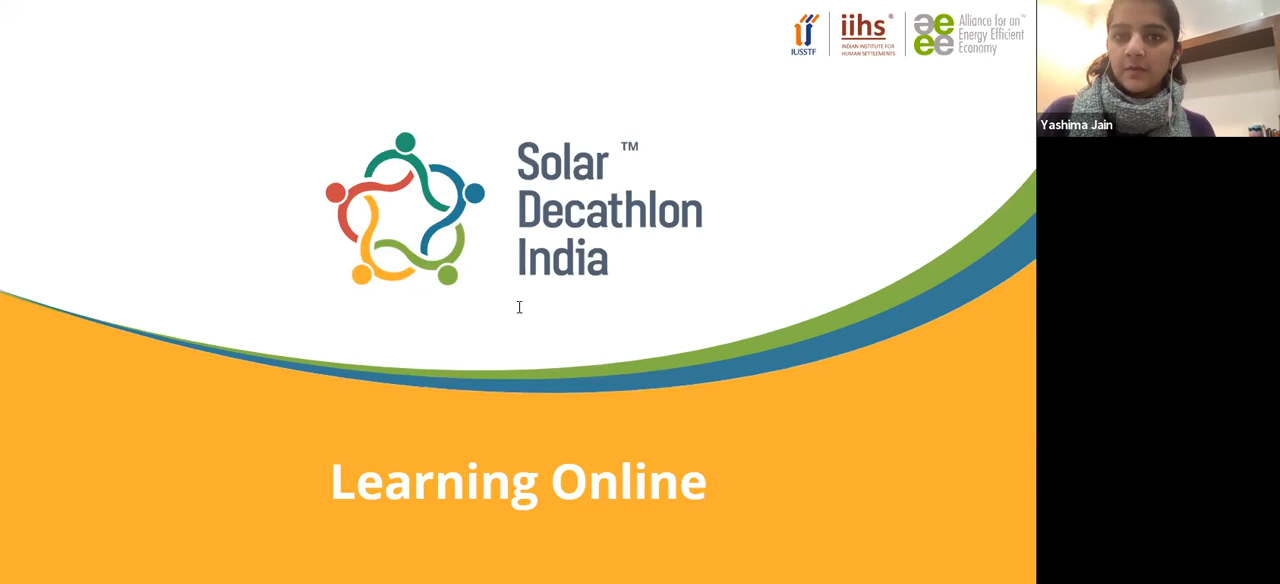 IUSSTF
iihs®
INDIAN INSTITUTE FOR
HUMAN SETTLEMENTS
Alliance for an™
Energy Efficient
Economy
Yashima Jain
Solar ™
Decathlon
India
Learning Online